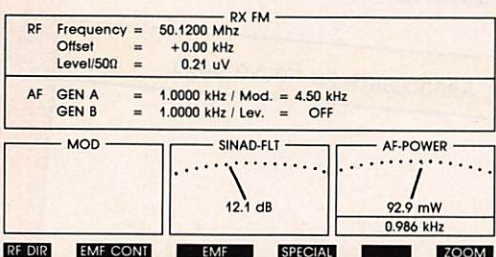 RX FM
RF Frequency = 50.1200 Mhz
Offset = +0.00 kHz
Level/50Ω = 0.21 uV
AF GEN A = 1.0000 kHz / Mod. = 4.50 kHz
GEN B = 1.0000 kHz / Lev. = OFF
MOD SINAD-FLT AF-POWER
12.1 dB 92.9 mW
0.986 kHz
RF DIR EMF CONT EMF SPECIAL ZOOM